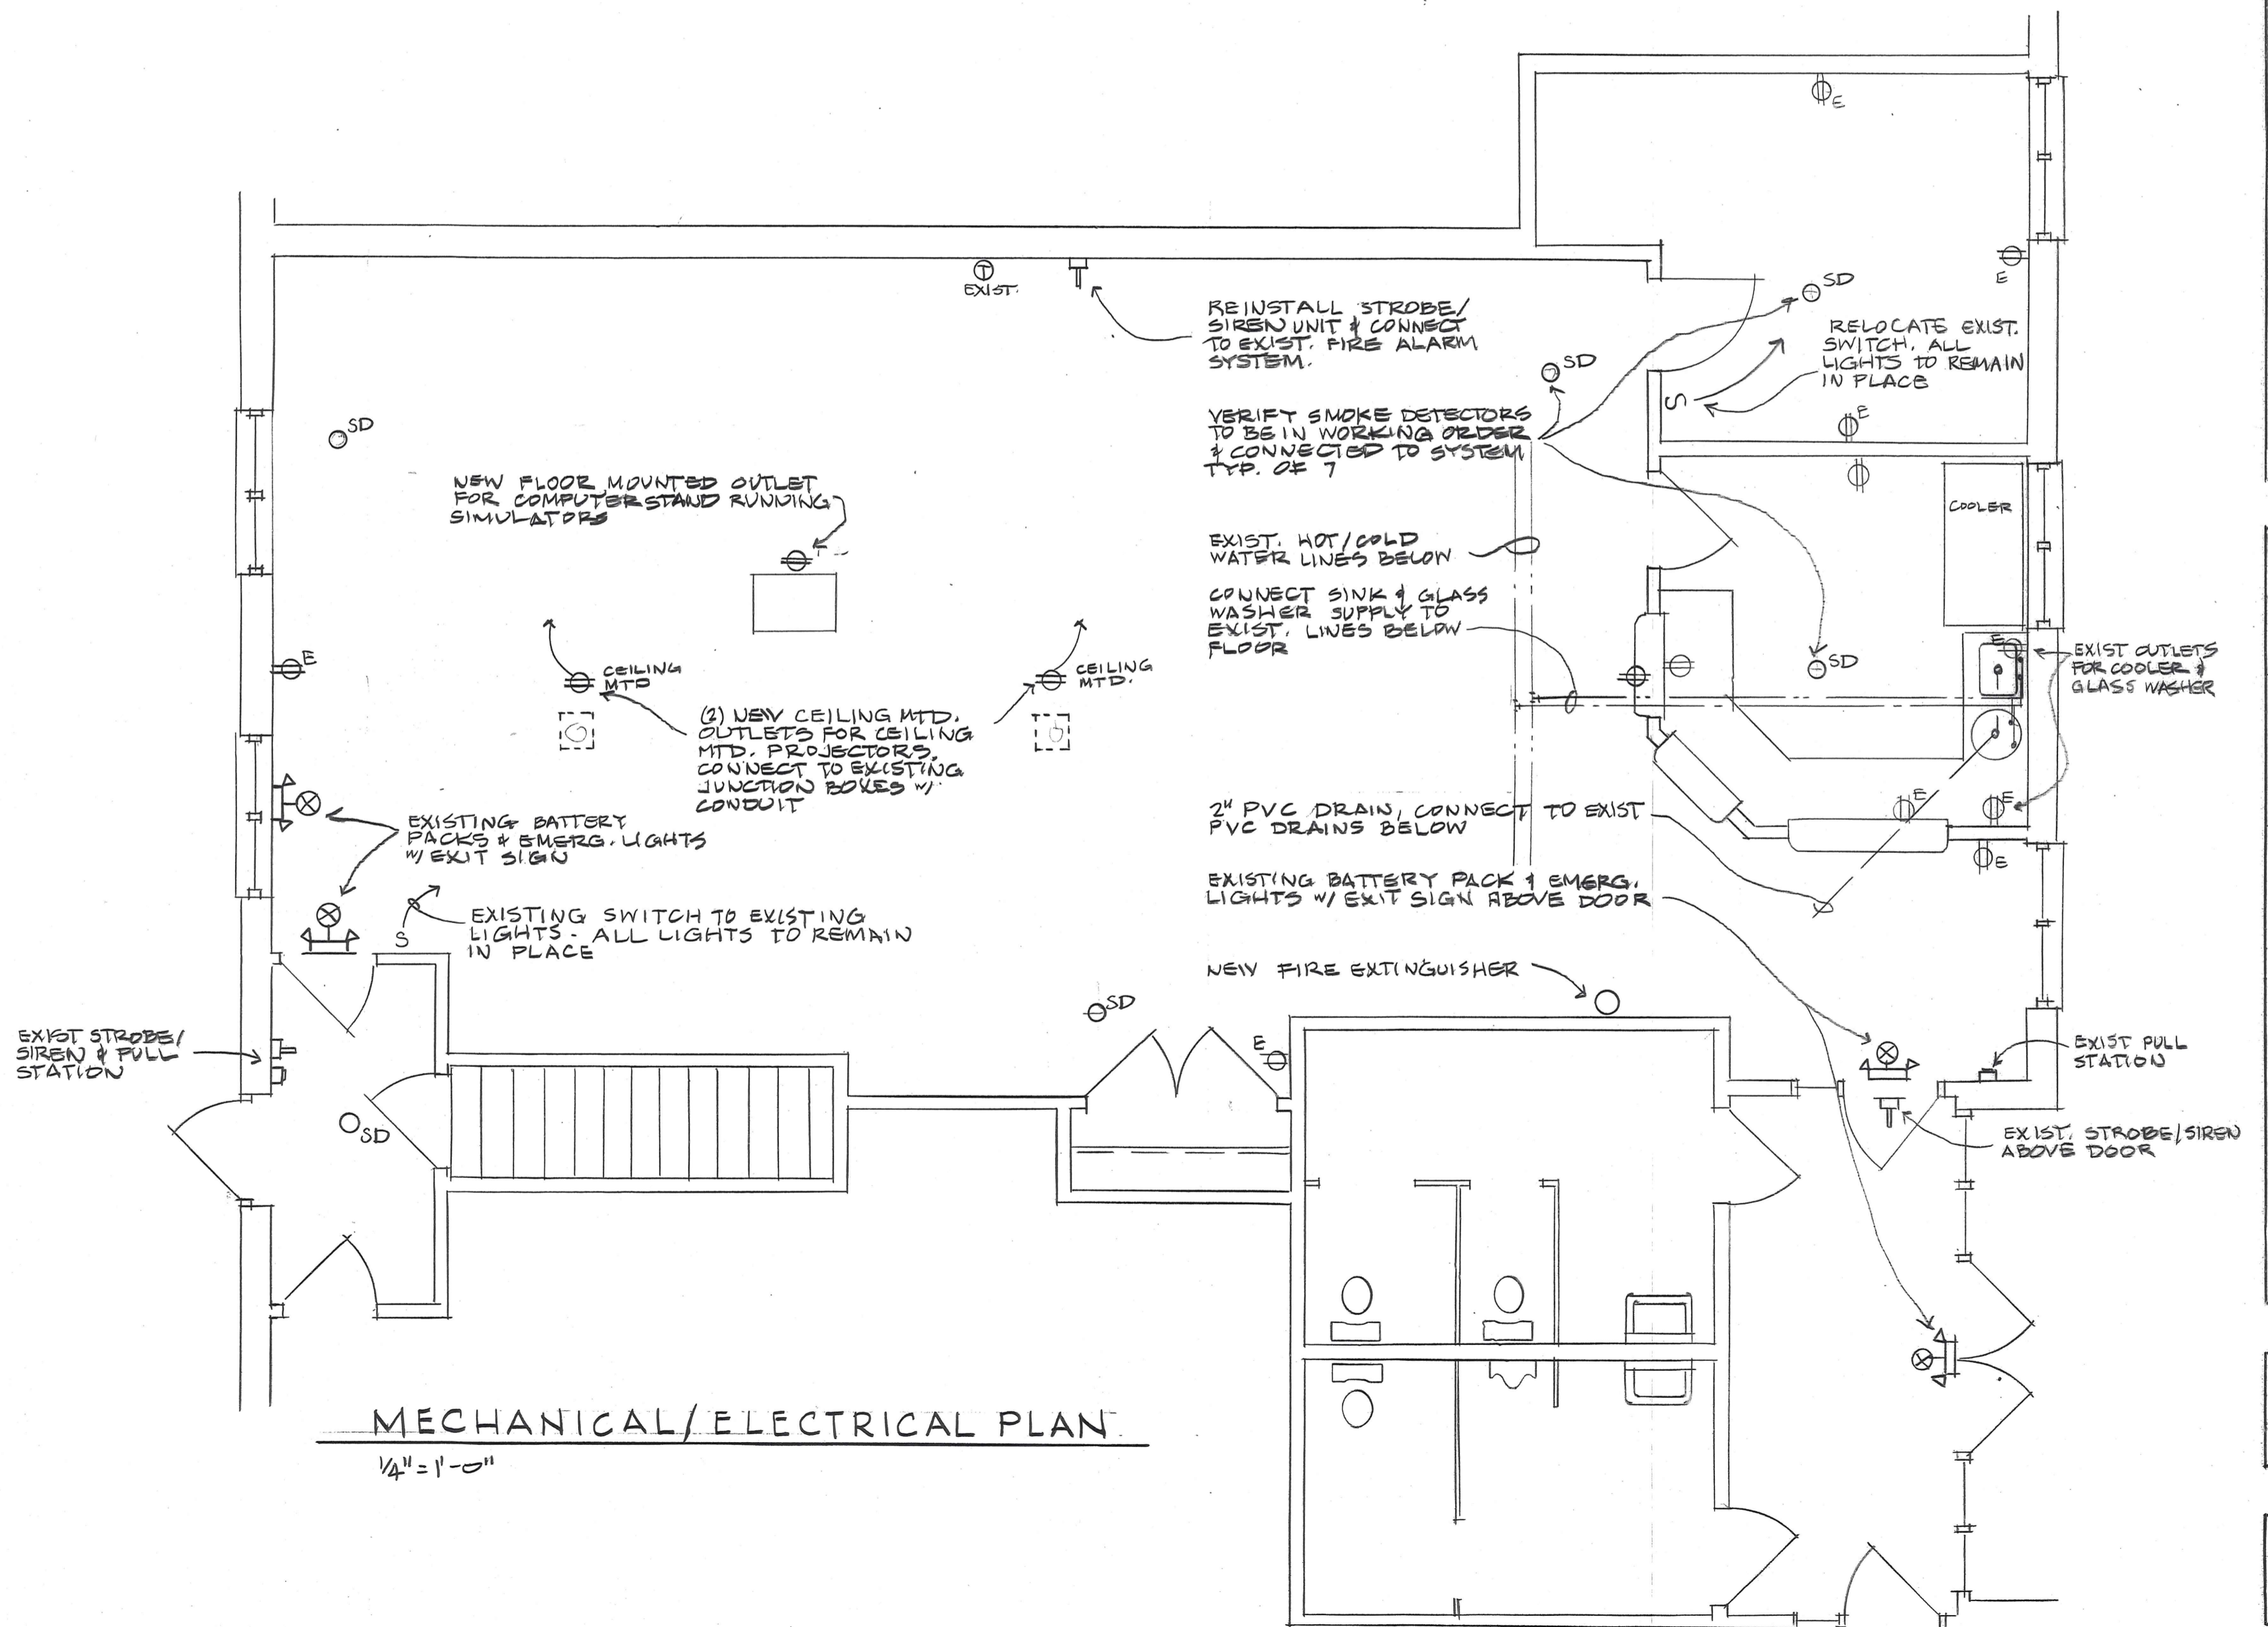 E
T
EXIST.
SD
E
REINSTALL STROBE/
SIREN UNIT & CONNECT
TO EXIST. FIRE ALARM
SYSTEM.
RELOCATE EXIST.
SWITCH. ALL
LIGHTS TO REMAIN
IN PLACE
SD
S
E
VERIFY SMOKE DETECTORS
TO BE IN WORKING ORDER
& CONNECTED TO SYSTEM
TYP. OF 7
SD
NEW FLOOR MOUNTED OUTLET
FOR COMPUTER STAND RUNNING
SIMULATORS
COOLER
EXIST. HOT/COLD
WATER LINES BELOW
CONNECT SINK & GLASS
WASHER SUPPLY TO
EXIST. LINES BELOW
FLOOR
E
CEILING
MTD
CEILING
MTD.
SD
E
EXIST OUTLETS
FOR COOLER &
GLASS WASHER
(2) NEW CEILING MTD.
OUTLETS FOR CEILING
MTD. PROJECTORS.
CONNECT TO EXISTING
JUNCTION BOXES W/
CONDUIT
E
E
E
2" PVC DRAIN, CONNECT TO EXIST
PVC DRAINS BELOW
EXISTING BATTERY
PACKS & EMERG. LIGHTS
W/ EXIT SIGN
EXISTING BATTERY PACK & EMERG.
LIGHTS W/ EXIT SIGN ABOVE DOOR
S
EXISTING SWITCH TO EXISTING
LIGHTS - ALL LIGHTS TO REMAIN
IN PLACE
NEW FIRE EXTINGUISHER
SD
E
EXIST STROBE/
SIREN & PULL
STATION
EXIST PULL
STATION
SD
EXIST. STROBE/SIREN
ABOVE DOOR
MECHANICAL/ELECTRICAL PLAN
1/4" = 1'-0"